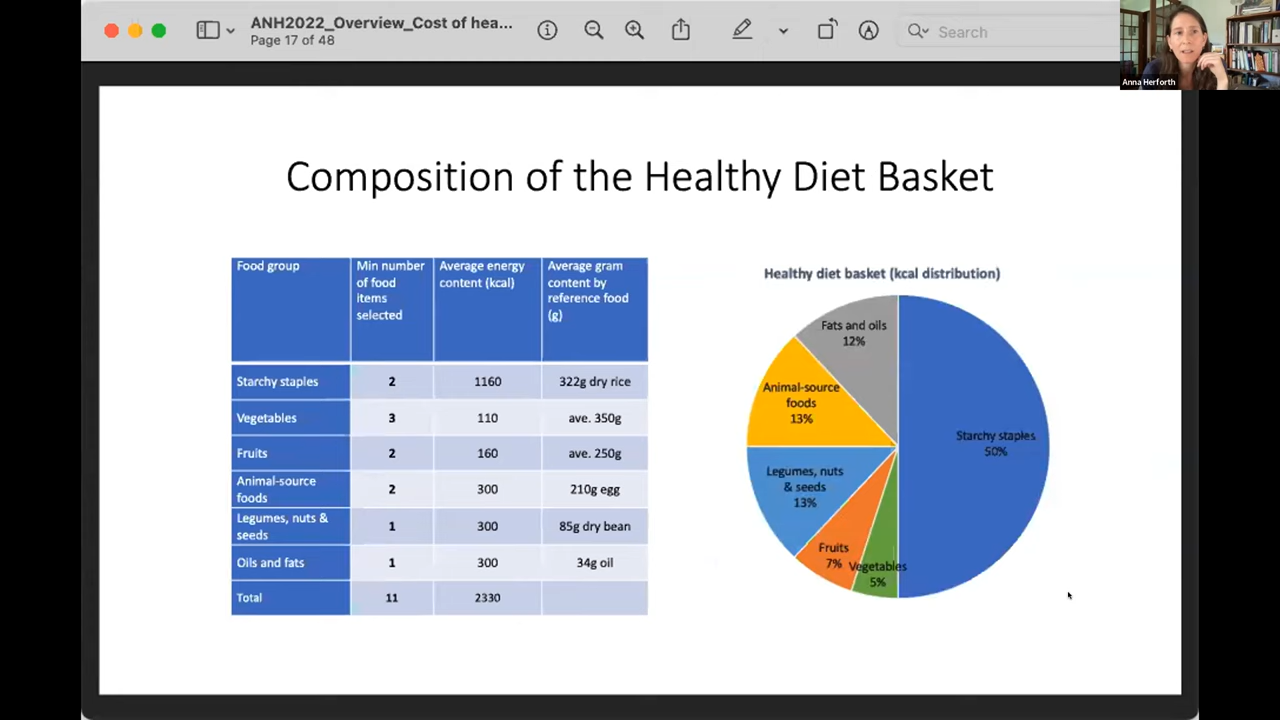 ANH2022_Overview_Cost of hea...
Page 17 of 48
Search
Anna Herforth
Composition of the Healthy Diet Basket
Food group
Min number
of food
items
selected
Average energy
content (kcal)
Average gram
content by
reference food
(g)
Starchy staples 2 1160 322g dry rice
Vegetables 3 110 ave. 350g
Fruits 2 160 ave. 250g
Animal-source
foods
2 300 210g egg
Legumes, nuts &
seeds
1 300 85g dry bean
Oils and fats 1 300 34g oil
Total 11 2330
Healthy diet basket (kcal distribution)
Fats and oils
12%
Animal-source
foods
13%
Starchy staples
50%
Legumes, nuts
& seeds
13%
Fruits
7%
Vegetables
5%